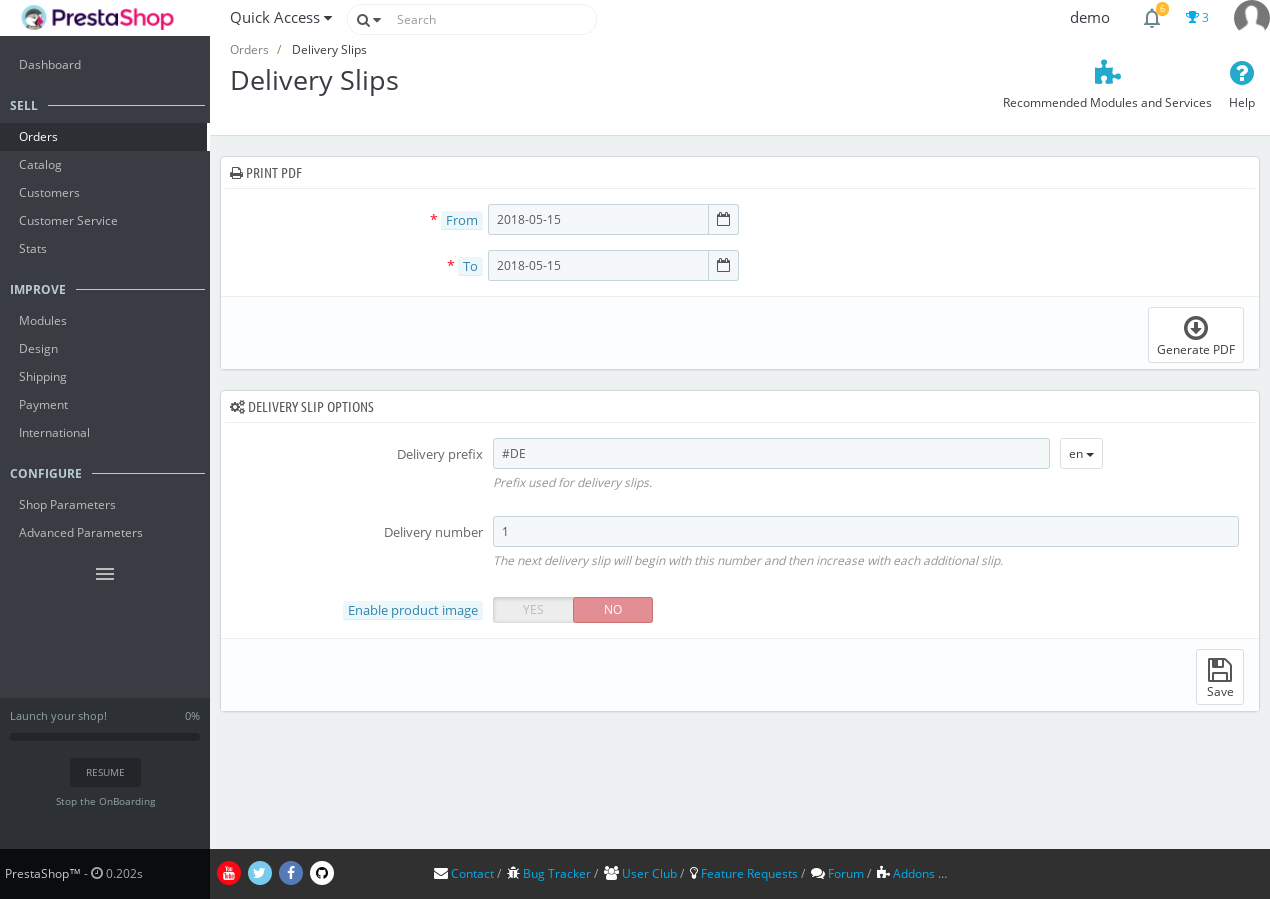 PrestaShop
Quick Access
Search
demo
6
3
Dashboard
SELL
Orders
Catalog
Customers
Customer Service
Stats
IMPROVE
Modules
Design
Shipping
Payment
International
CONFIGURE
Shop Parameters
Advanced Parameters
Launch your shop! 0%
RESUME
Stop the OnBoarding
PrestaShop™ - 0.202s
Orders / Delivery Slips
Delivery Slips
Recommended Modules and Services
Help
PRINT PDF
* From 2018-05-15
* To 2018-05-15
Generate PDF
DELIVERY SLIP OPTIONS
Delivery prefix #DE en
Prefix used for delivery slips.
Delivery number 1
The next delivery slip will begin with this number and then increase with each additional slip.
Enable product image YES NO
Save
You Tube
Contact / Bug Tracker / User Club / Feature Requests / Forum / Addons ...